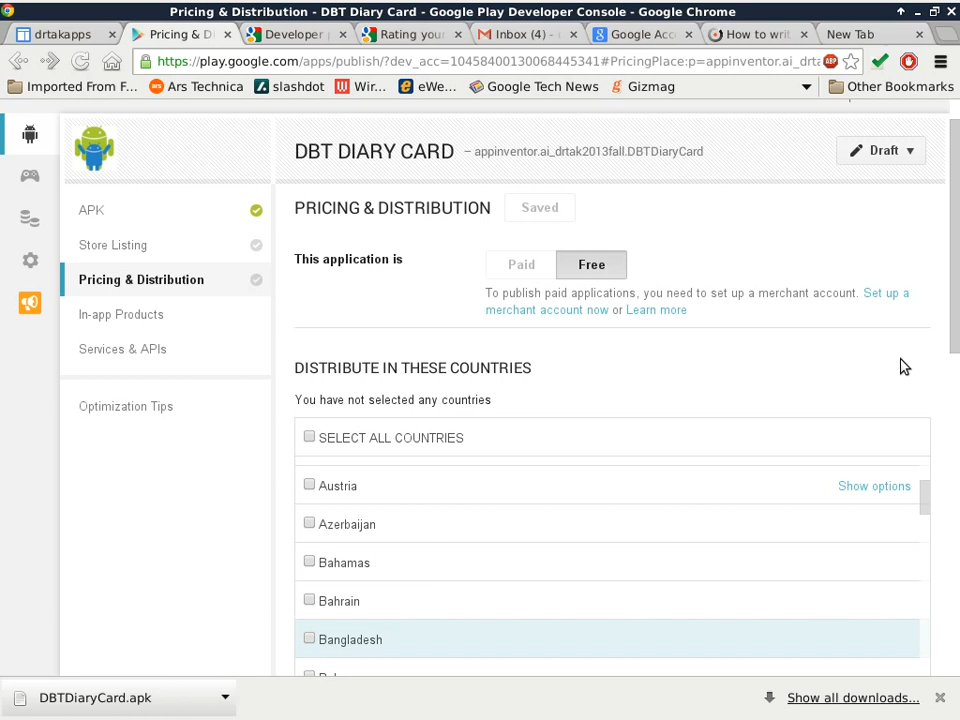 Pricing & Distribution - DBT Diary Card - Google Play Developer Console - Google Chrome
drtakapps
Pricing & Di
Developer p
Rating your
Inbox (4) -
Google Acc
How to writ
New Tab
https://play.google.com/apps/publish/?dev_acc=10458400130068445341#PricingPlace:p=appinventor.ai_drta
ABP
Imported From F...
Ars Technica
slashdot
Wir...
eWe...
Google Tech News
Gizmag
Other Bookmarks
DBT DIARY CARD – appinventor.ai_drtak2013fall.DBTDiaryCard
Draft
APK
Store Listing
Pricing & Distribution
In-app Products
Services & APIs
Optimization Tips
PRICING & DISTRIBUTION
Saved
This application is
Paid
Free
To publish paid applications, you need to set up a merchant account. Set up a
merchant account now or Learn more
DISTRIBUTE IN THESE COUNTRIES
You have not selected any countries
SELECT ALL COUNTRIES
Austria
Show options
Azerbaijan
Bahamas
Bahrain
Bangladesh
DBTDiaryCard.apk
Show all downloads...